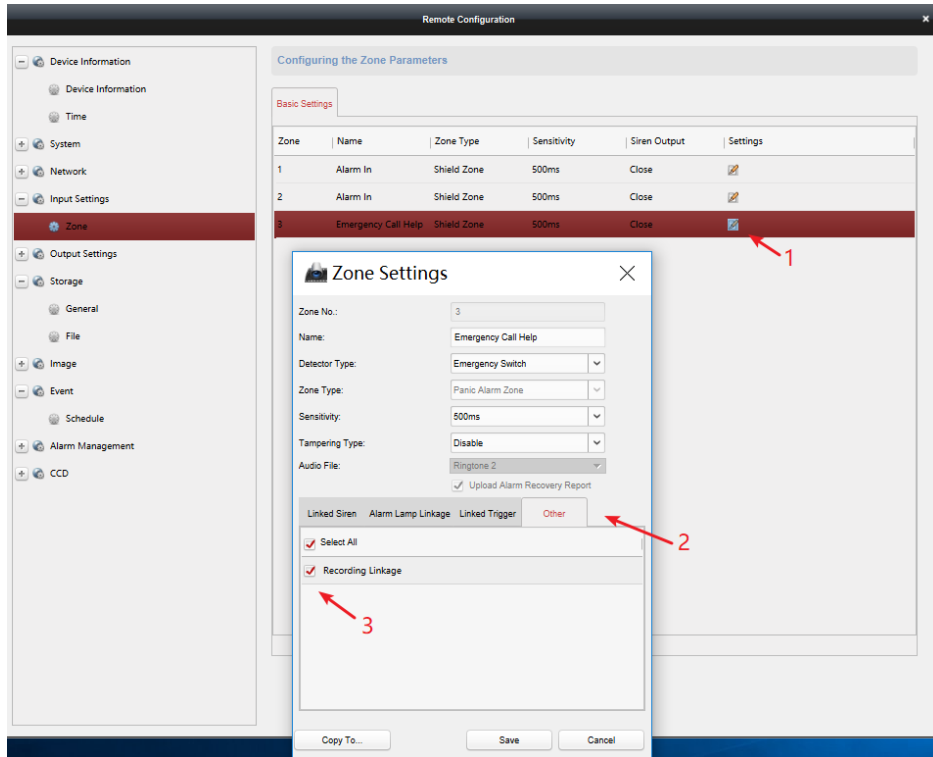 Remote Configuration
Device Information
Device Information
Time
System
Network
Input Settings
Zone
Output Settings
Storage
General
File
Image
Event
Schedule
Alarm Management
CCD
Configuring the Zone Parameters
Basic Settings
Zone Name Zone Type Sensitivity Siren Output Settings
1 Alarm In Shield Zone 500ms Close
2 Alarm In Shield Zone 500ms Close
3 Emergency Call Help Shield Zone 500ms Close
1
Zone Settings
Zone No.: 3
Name: Emergency Call Help
Detector Type: Emergency Switch
Zone Type: Panic Alarm Zone
Sensitivity: 500ms
Tampering Type: Disable
Audio File: Ringtone 2
Upload Alarm Recovery Report
Linked Siren Alarm Lamp Linkage Linked Trigger Other
2
Select All
Recording Linkage
3
Copy To... Save Cancel